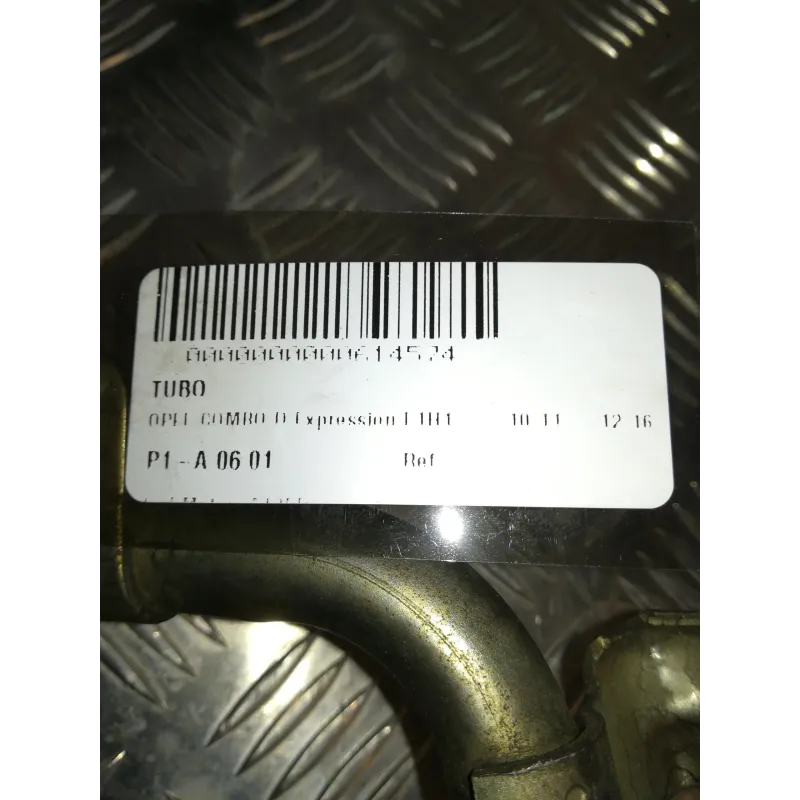 TUBO
OPEL COMBO D Expression L1H1 10 11 12 16
P1 - A 06 01 Ref